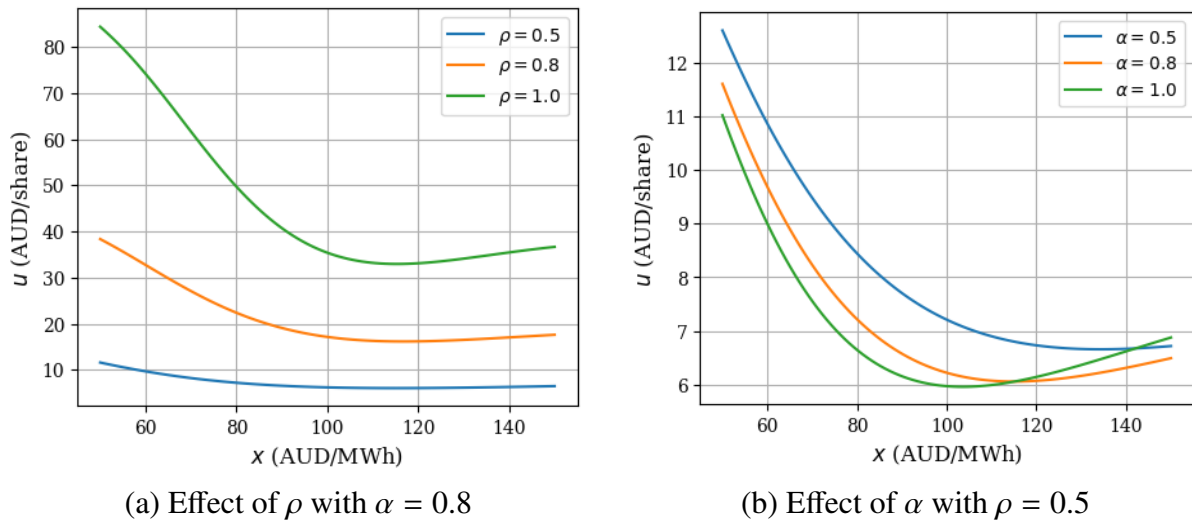 80
70
60
50
40
30
20
10
u (AUD/share)
ρ = 0.5
ρ = 0.8
ρ = 1.0
60 80 100 120 140
x (AUD/MWh)
(a) Effect of ρ with α = 0.8
12
11
10
9
8
7
6
u (AUD/share)
α = 0.5
α = 0.8
α = 1.0
60 80 100 120 140
x (AUD/MWh)
(b) Effect of α with ρ = 0.5